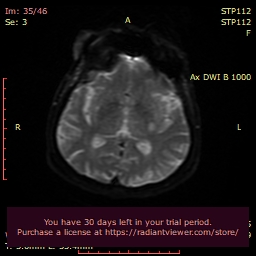 Im: 35/46
Se: 3
A
STP112
STP112
F
Ax DWI B 1000
R
L
You have 30 days left in your trial period.
Purchase a license at https://radiantviewer.com/store/